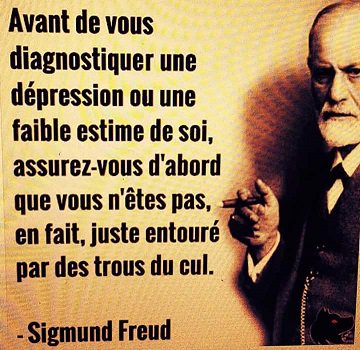 Avant de vous
diagnostiquer une
dépression ou une
faible estime de soi,
assurez-vous d'abord
que vous n'êtes pas,
en fait, juste entouré
par des trous du cul.
- Sigmund Freud